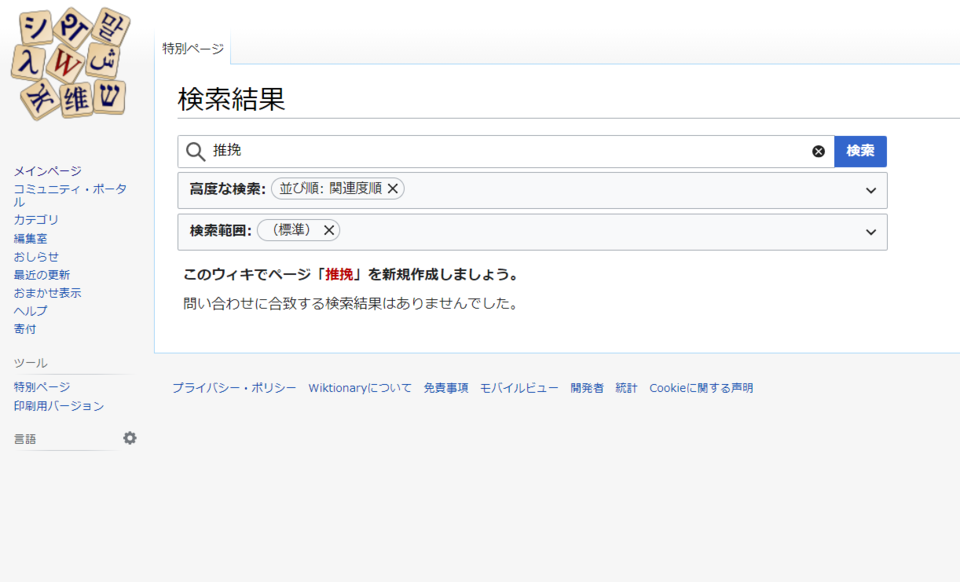 シ
말
λ
W
ش
維
ש
特別ページ
検索結果
推挽
検索
高度な検索: 並び順: 関連度順
検索範囲: （標準）
このウィキでページ「推挽」を新規作成しましょう。
問い合わせに合致する検索結果はありませんでした。
メインページ
コミュニティ・ポータ
ル
カテゴリ
編集室
おしらせ
最近の更新
おまかせ表示
ヘルプ
寄付
ツール
特別ページ
印刷用バージョン
言語
プライバシー・ポリシー Wiktionaryについて 免責事項 モバイルビュー 開発者 統計 Cookieに関する声明